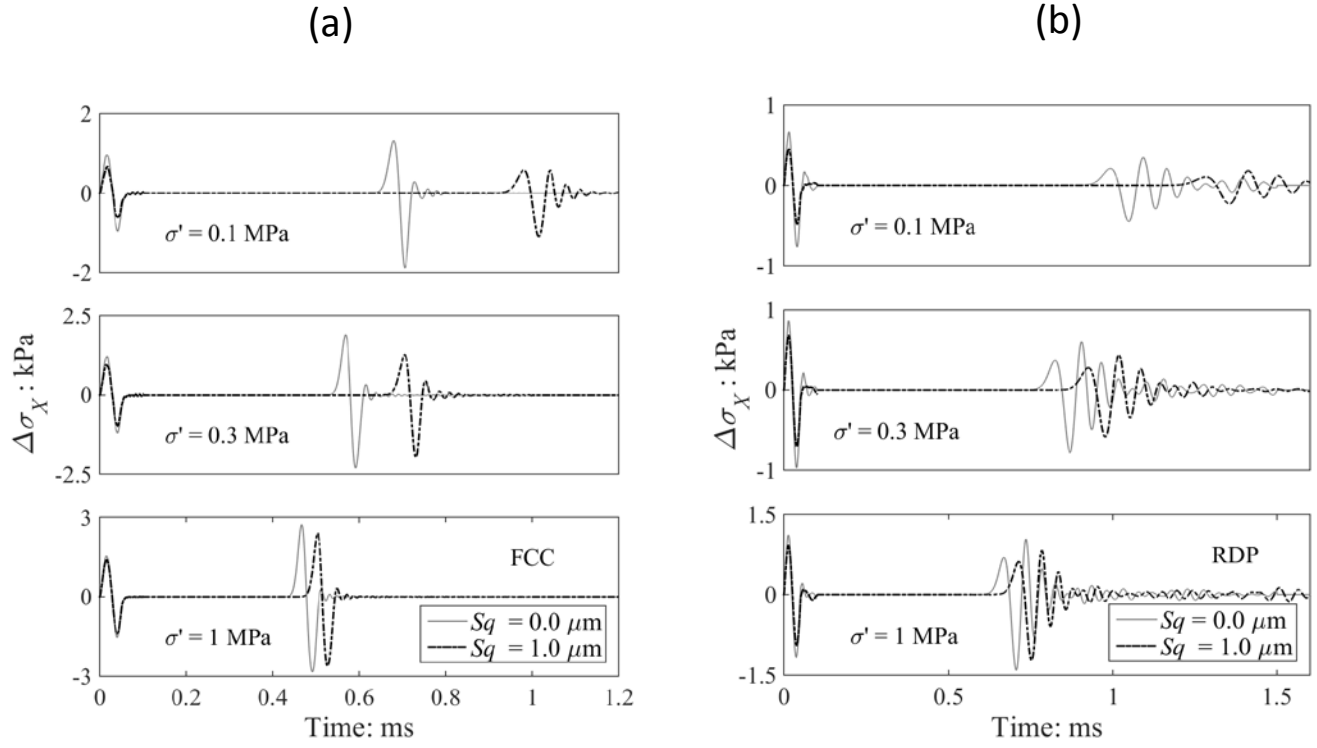 (a)
2
0
-2
σ' = 0.1 MPa
2.5
0
-2.5
σ' = 0.3 MPa
3
0
-3
σ' = 1 MPa
FCC
Sq = 0.0 μm
Sq = 1.0 μm
0 0.2 0.4 0.6 0.8 1 1.2
Time: ms
Δσ_X : kPa
(b)
1
0
-1
σ' = 0.1 MPa
1
0
-1
σ' = 0.3 MPa
1.5
0
-1.5
σ' = 1 MPa
RDP
Sq = 0.0 μm
Sq = 1.0 μm
0 0.5 1 1.5
Time: ms
Δσ_X : kPa